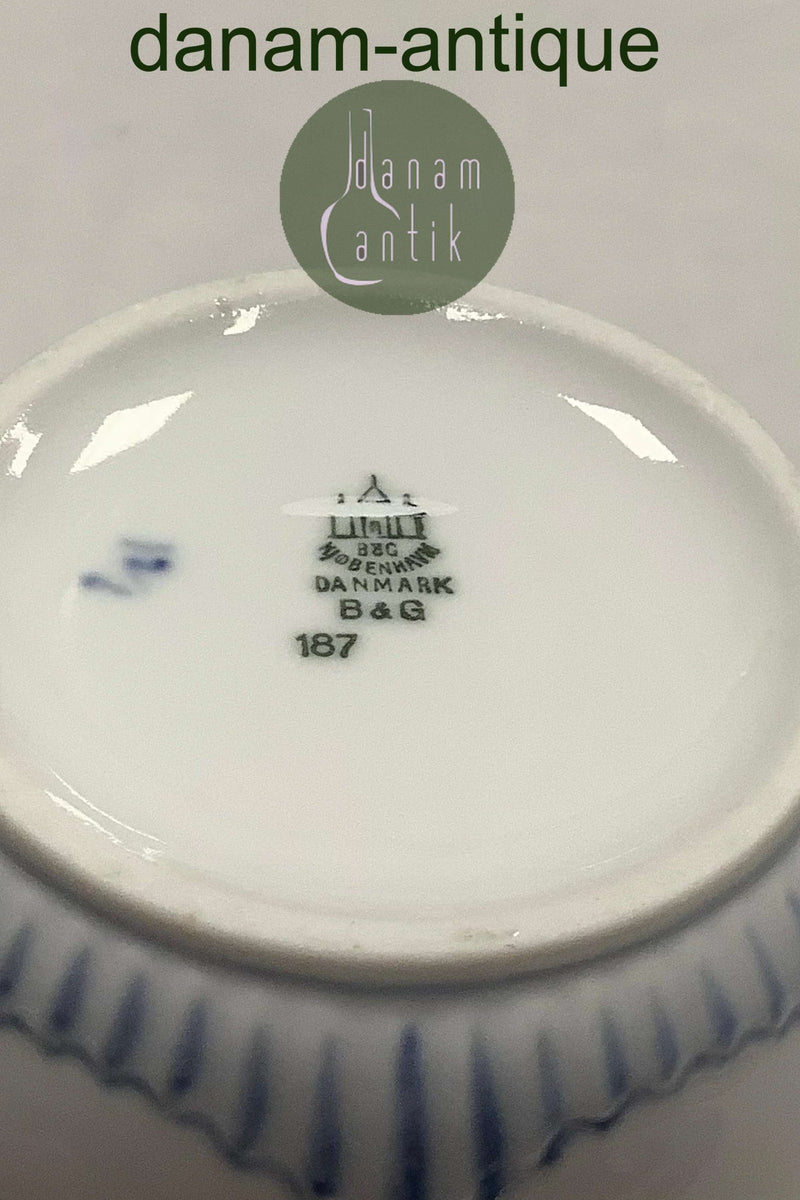 danam-antique
danam
antik
B&G
KJØBENHAVN
DANMARK
B & G
187